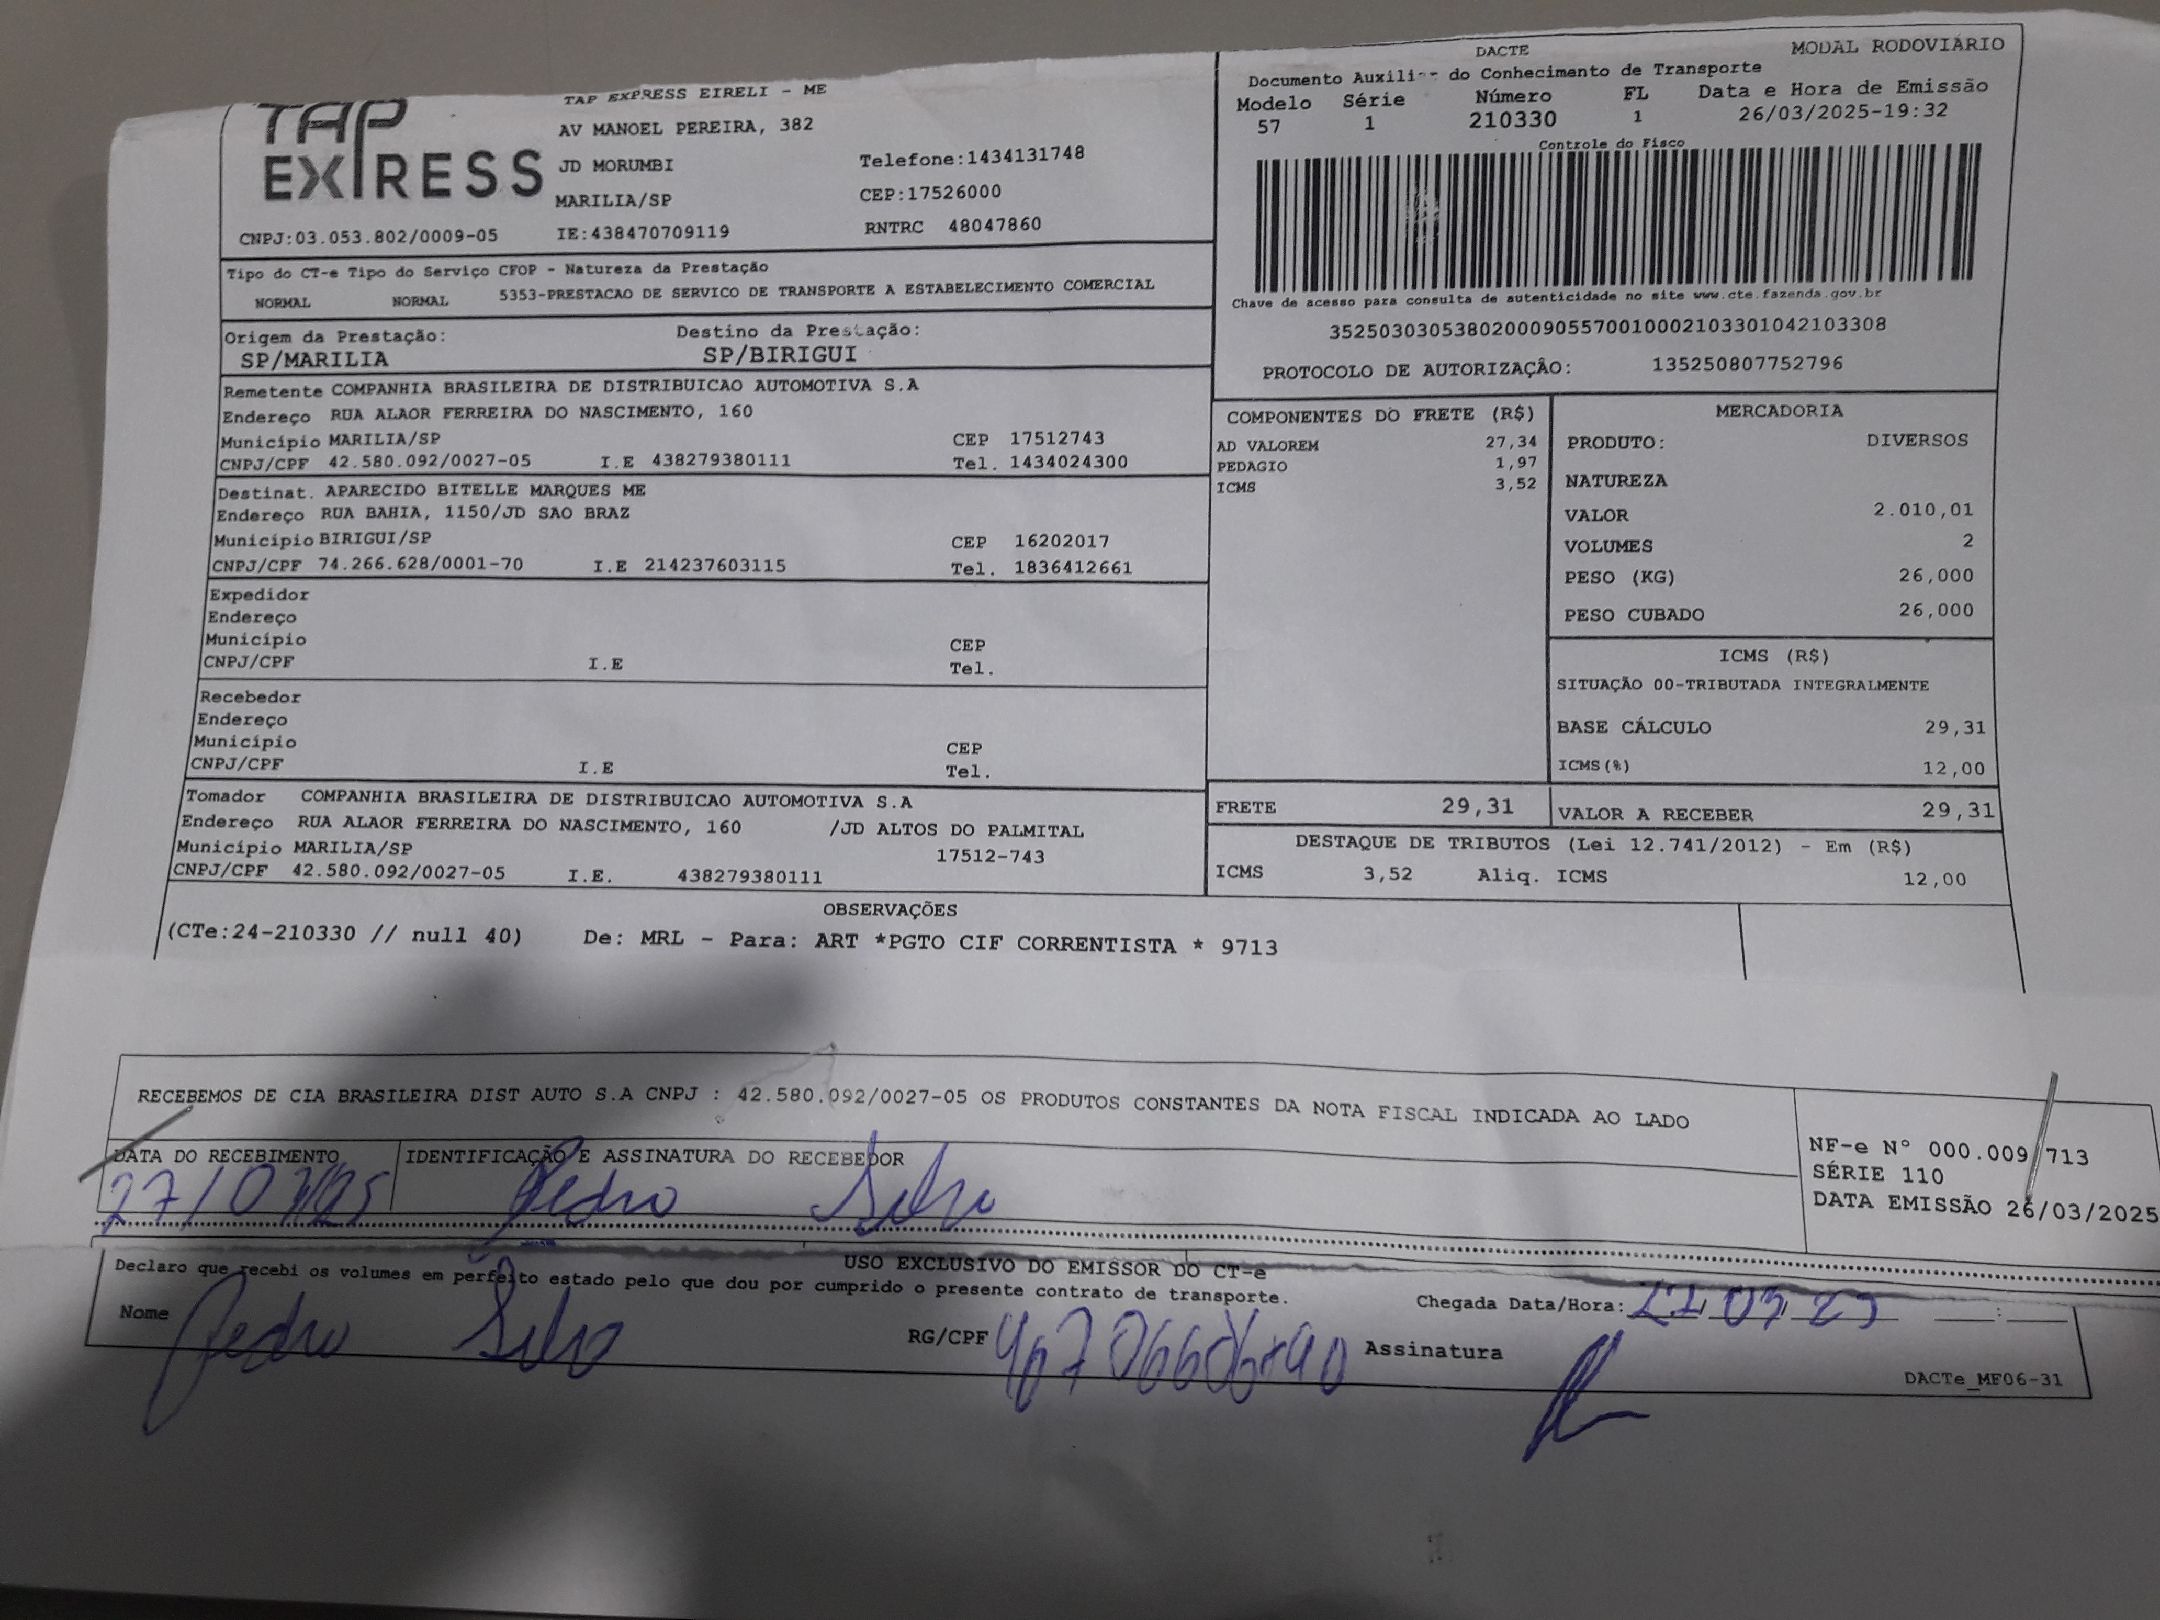 TAP EXPRESS
TAP EXPRESS EIRELI - ME
AV MANOEL PEREIRA, 382
JD MORUMBI Telefone:1434131748
MARILIA/SP CEP:17526000
CNPJ:03.053.802/0009-05 IE:438470709119 RNTRC 48047860
DACTE MODAL RODOVIÁRIO
Documento Auxiliar do Conhecimento de Transporte
Modelo Série Número FL Data e Hora de Emissão
57 1 210330 1 26/03/2025-19:32
Controle do Fisco
Chave de acesso para consulta de autenticidade no site www.cte.fazenda.gov.br
35250303053802000905570010002103301042103308
PROTOCOLO DE AUTORIZAÇÃO: 135250807752796
Tipo do CT-e Tipo do Serviço CFOP - Natureza da Prestação
NORMAL NORMAL 5353-PRESTACAO DE SERVICO DE TRANSPORTE A ESTABELECIMENTO COMERCIAL
Origem da Prestação: Destino da Prestação:
SP/MARILIA SP/BIRIGUI
Remetente COMPANHIA BRASILEIRA DE DISTRIBUICAO AUTOMOTIVA S.A
Endereço RUA ALAOR FERREIRA DO NASCIMENTO, 160
Município MARILIA/SP CEP 17512743
CNPJ/CPF 42.580.092/0027-05 I.E 438279380111 Tel. 1434024300
Destinat. APARECIDO BITELLE MARQUES ME
Endereço RUA BAHIA, 1150/JD SAO BRAZ
Município BIRIGUI/SP CEP 16202017
CNPJ/CPF 74.266.628/0001-70 I.E 214237603115 Tel. 1836412661
Expedidor
Endereço
Município CEP
CNPJ/CPF I.E Tel.
Recebedor
Endereço
Município CEP
CNPJ/CPF I.E Tel.
Tomador COMPANHIA BRASILEIRA DE DISTRIBUICAO AUTOMOTIVA S.A
Endereço RUA ALAOR FERREIRA DO NASCIMENTO, 160 /JD ALTOS DO PALMITAL
Município MARILIA/SP 17512-743
CNPJ/CPF 42.580.092/0027-05 I.E. 438279380111
COMPONENTES DO FRETE (R$)
AD VALOREM 27,34
PEDAGIO 1,97
ICMS 3,52
MERCADORIA
PRODUTO: DIVERSOS
NATUREZA
VALOR 2.010,01
VOLUMES 2
PESO (KG) 26,000
PESO CUBADO 26,000
ICMS (R$)
SITUAÇÃO 00-TRIBUTADA INTEGRALMENTE
BASE CÁLCULO 29,31
ICMS(%) 12,00
FRETE 29,31 VALOR A RECEBER 29,31
DESTAQUE DE TRIBUTOS (Lei 12.741/2012) - Em (R$)
ICMS 3,52 Aliq. ICMS 12,00
OBSERVAÇÕES
(CTe:24-210330 // null 40) De: MRL - Para: ART *PGTO CIF CORRENTISTA * 9713
RECEBEMOS DE CIA BRASILEIRA DIST AUTO S.A CNPJ : 42.580.092/0027-05 OS PRODUTOS CONSTANTES DA NOTA FISCAL INDICADA AO LADO
DATA DO RECEBIMENTO IDENTIFICAÇÃO E ASSINATURA DO RECEBEDOR
27/03/25 Pedro Silva
NF-e Nº 000.009/713
SÉRIE 110
DATA EMISSÃO 26/03/2025
USO EXCLUSIVO DO EMISSOR DO CT-e
Declaro que recebi os volumes em perfeito estado pelo que dou por cumprido o presente contrato de transporte.
Chegada Data/Hora:
Nome Pedro Silva RG/CPF Assinatura
DACTe_MF06-31